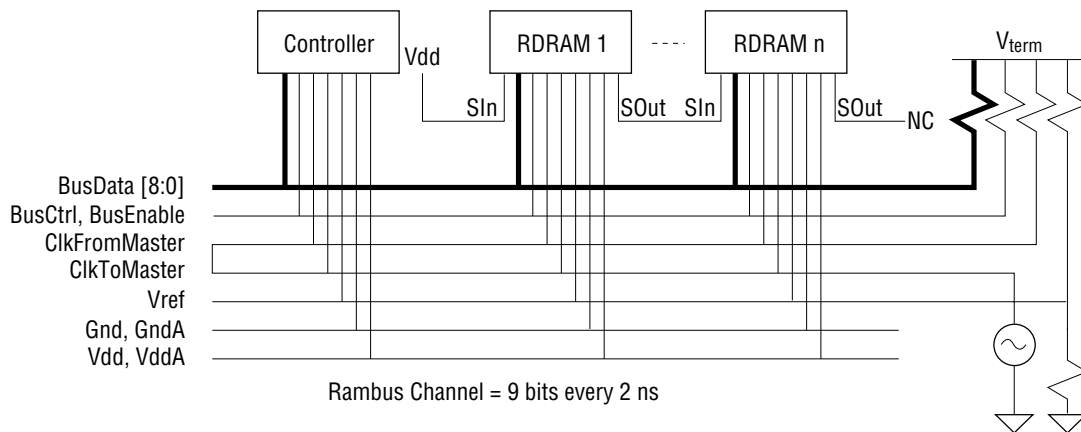 Controller
Vdd
RDRAM 1
RDRAM n
Vterm
SIn
SOut
SIn
SOut
NC
BusData [8:0]
BusCtrl, BusEnable
ClkFromMaster
ClkToMaster
Vref
Gnd, GndA
Vdd, VddA
Rambus Channel = 9 bits every 2 ns